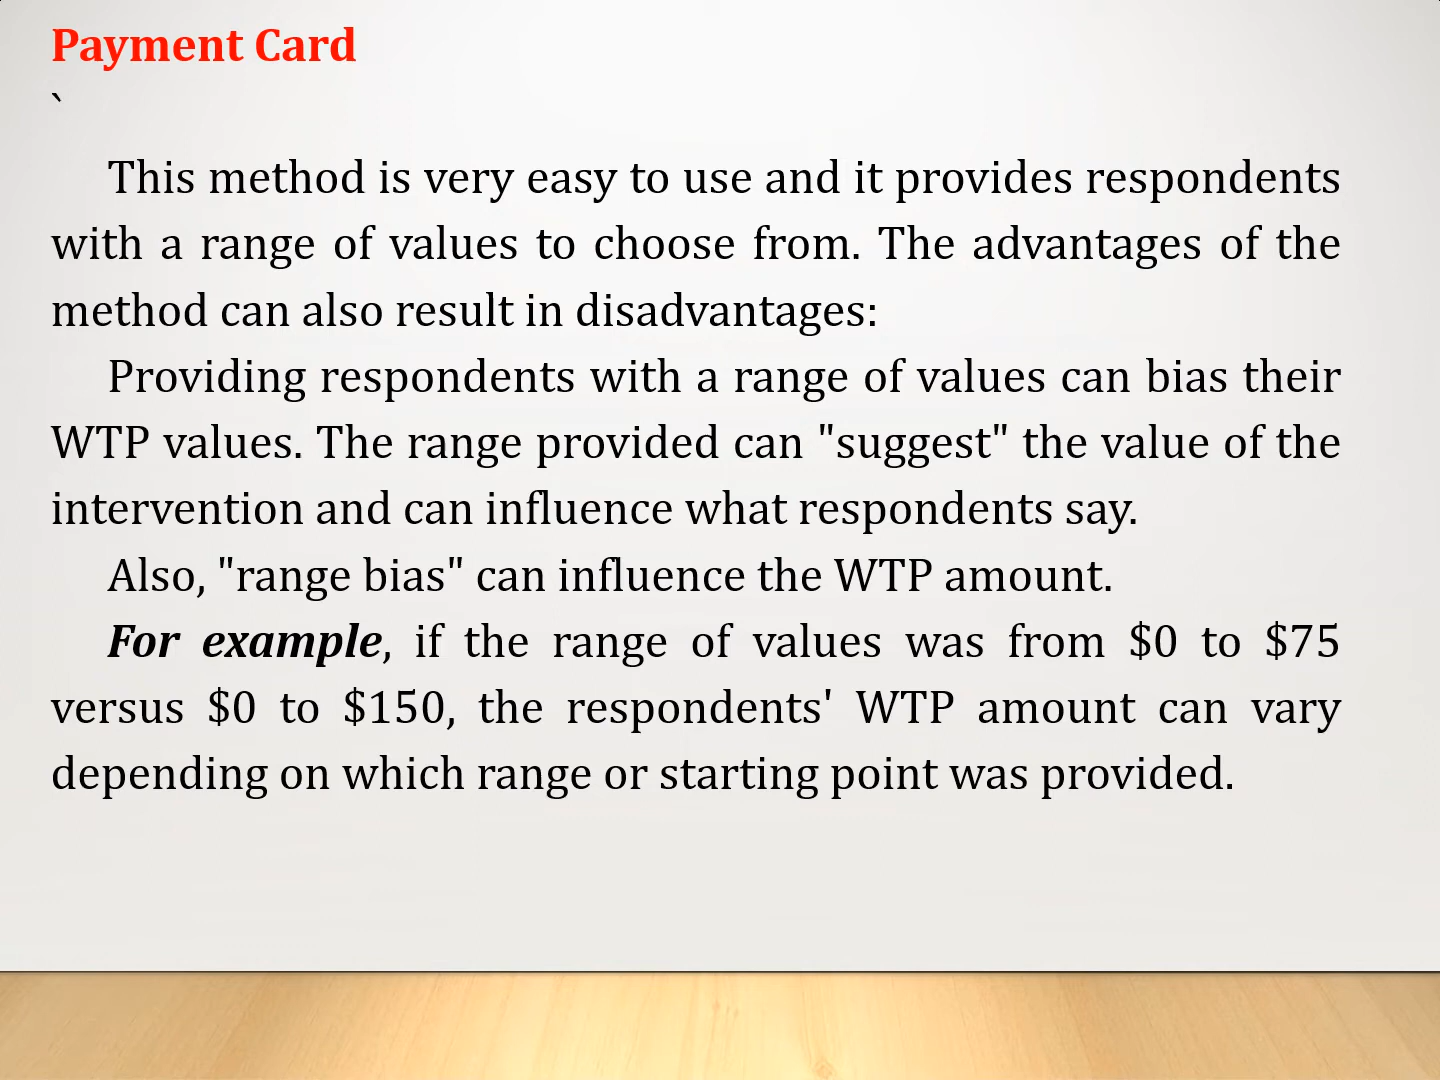 Payment Card
`
This method is very easy to use and it provides respondents
with a range of values to choose from. The advantages of the
method can also result in disadvantages:
Providing respondents with a range of values can bias their
WTP values. The range provided can "suggest" the value of the
intervention and can influence what respondents say.
Also, "range bias" can influence the WTP amount.
For example, if the range of values was from $0 to $75
versus $0 to $150, the respondents' WTP amount can vary
depending on which range or starting point was provided.